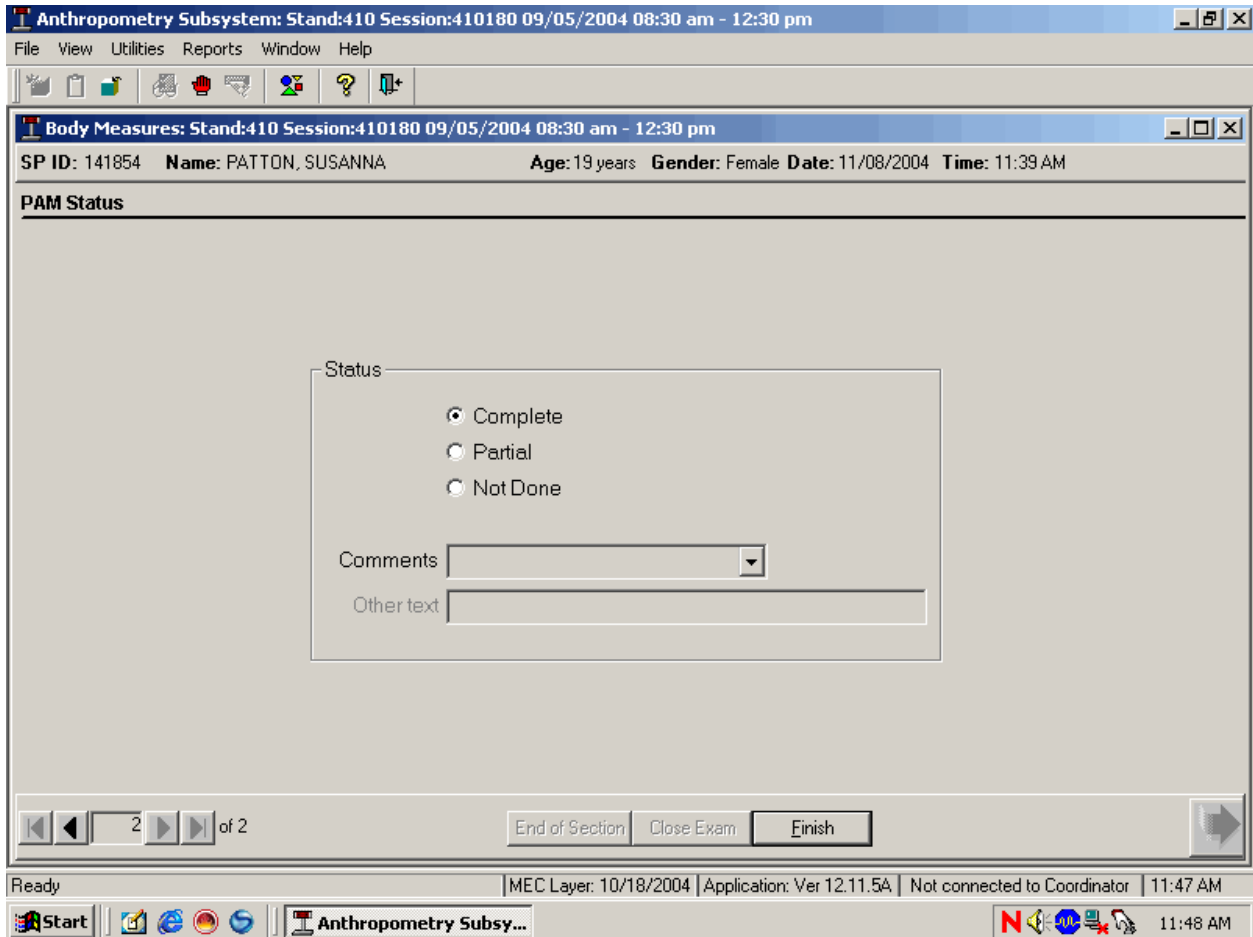 Anthropometry Subsystem: Stand:410 Session:410180 09/05/2004 08:30 am - 12:30 pm
File View Utilities Reports Window Help
Body Measures: Stand:410 Session:410180 09/05/2004 08:30 am - 12:30 pm
SP ID: 141854 Name: PATTON, SUSANNA Age: 19 years Gender: Female Date: 11/08/2004 Time: 11:39 AM
PAM Status
Status
Complete
Partial
Not Done
Comments
Other text
2 of 2 End of Section Close Exam Finish
Ready MEC Layer: 10/18/2004 Application: Ver 12.11.5A Not connected to Coordinator 11:47 AM
Start Anthropometry Subsy... N 11:48 AM